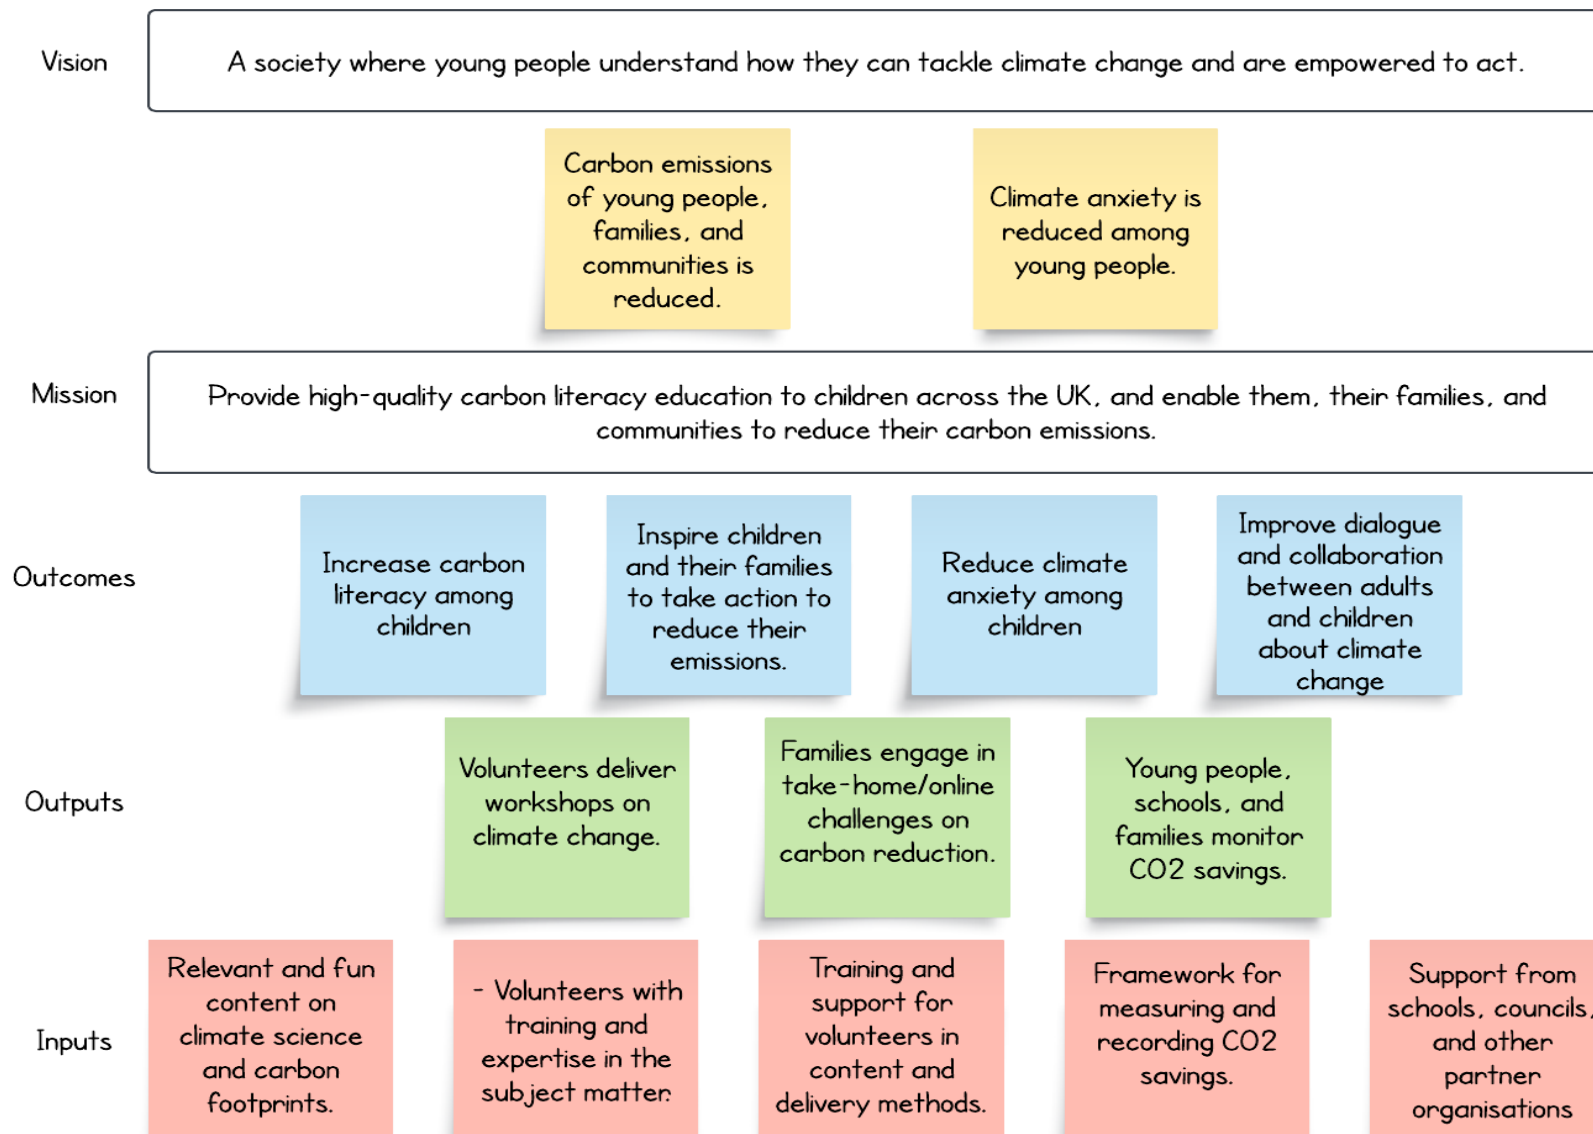 Vision
A society where young people understand how they can tackle climate change and are empowered to act.
Carbon emissions
of young people,
families, and
communities is
reduced.
Climate anxiety is
reduced among
young people.
Mission
Provide high-quality carbon literacy education to children across the UK, and enable them, their families, and
communities to reduce their carbon emissions.
Outcomes
Increase carbon
literacy among
children
Inspire children
and their families
to take action to
reduce their
emissions.
Reduce climate
anxiety among
children
Improve dialogue
and collaboration
between adults
and children
about climate
change
Outputs
Volunteers deliver
workshops on
climate change.
Families engage in
take-home/online
challenges on
carbon reduction.
Young people,
schools, and
families monitor
CO2 savings.
Inputs
Relevant and fun
content on
climate science
and carbon
footprints.
- Volunteers with
training and
expertise in the
subject matter.
Training and
support for
volunteers in
content and
delivery methods.
Framework for
measuring and
recording CO2
savings.
Support from
schools, councils,
and other
partner
organisations